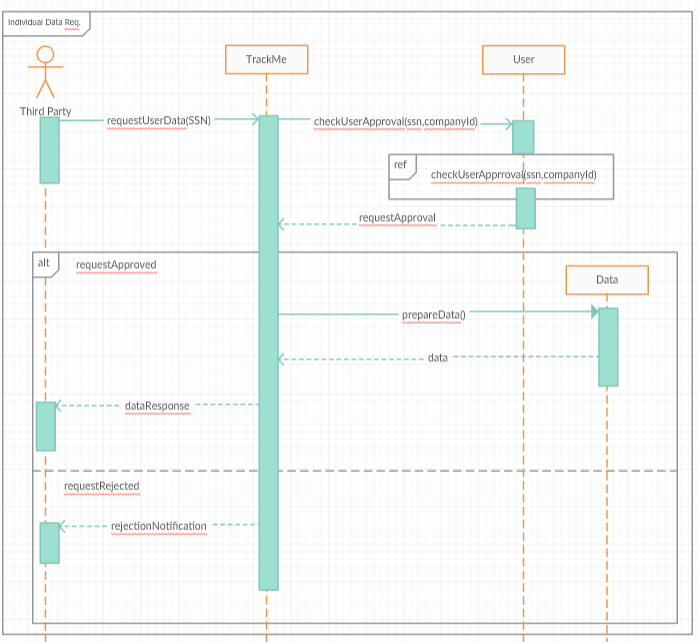 Individual Data Req.
Third Party
TrackMe
User
requestUserData(SSN)
checkUserApproval(ssn,companyId)
ref
checkUserApprroval(ssn,companyId)
requestApproval
alt
requestApproved
Data
prepareData()
data
dataResponse
requestRejected
rejectionNotification